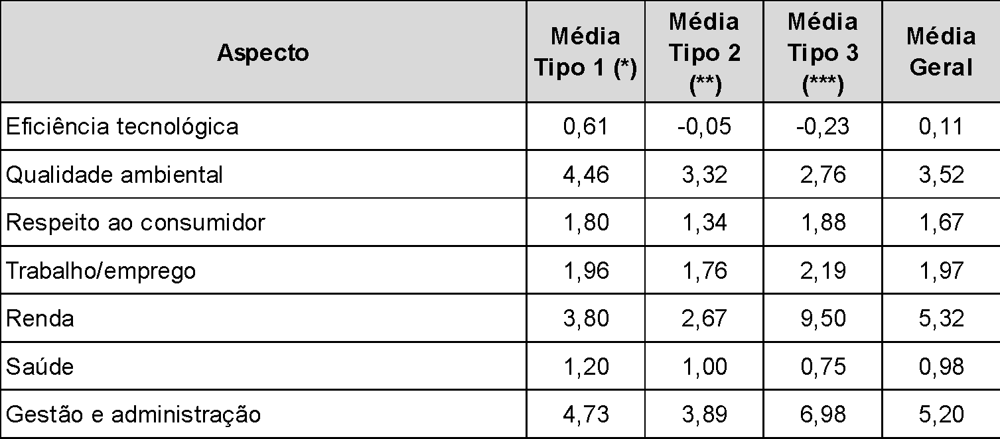 Aspecto Média Tipo 1 (*) Média Tipo 2 (**) Média Tipo 3 (***) Média Geral
Eficiência tecnológica 0,61 -0,05 -0,23 0,11
Qualidade ambiental 4,46 3,32 2,76 3,52
Respeito ao consumidor 1,80 1,34 1,88 1,67
Trabalho/emprego 1,96 1,76 2,19 1,97
Renda 3,80 2,67 9,50 5,32
Saúde 1,20 1,00 0,75 0,98
Gestão e administração 4,73 3,89 6,98 5,20